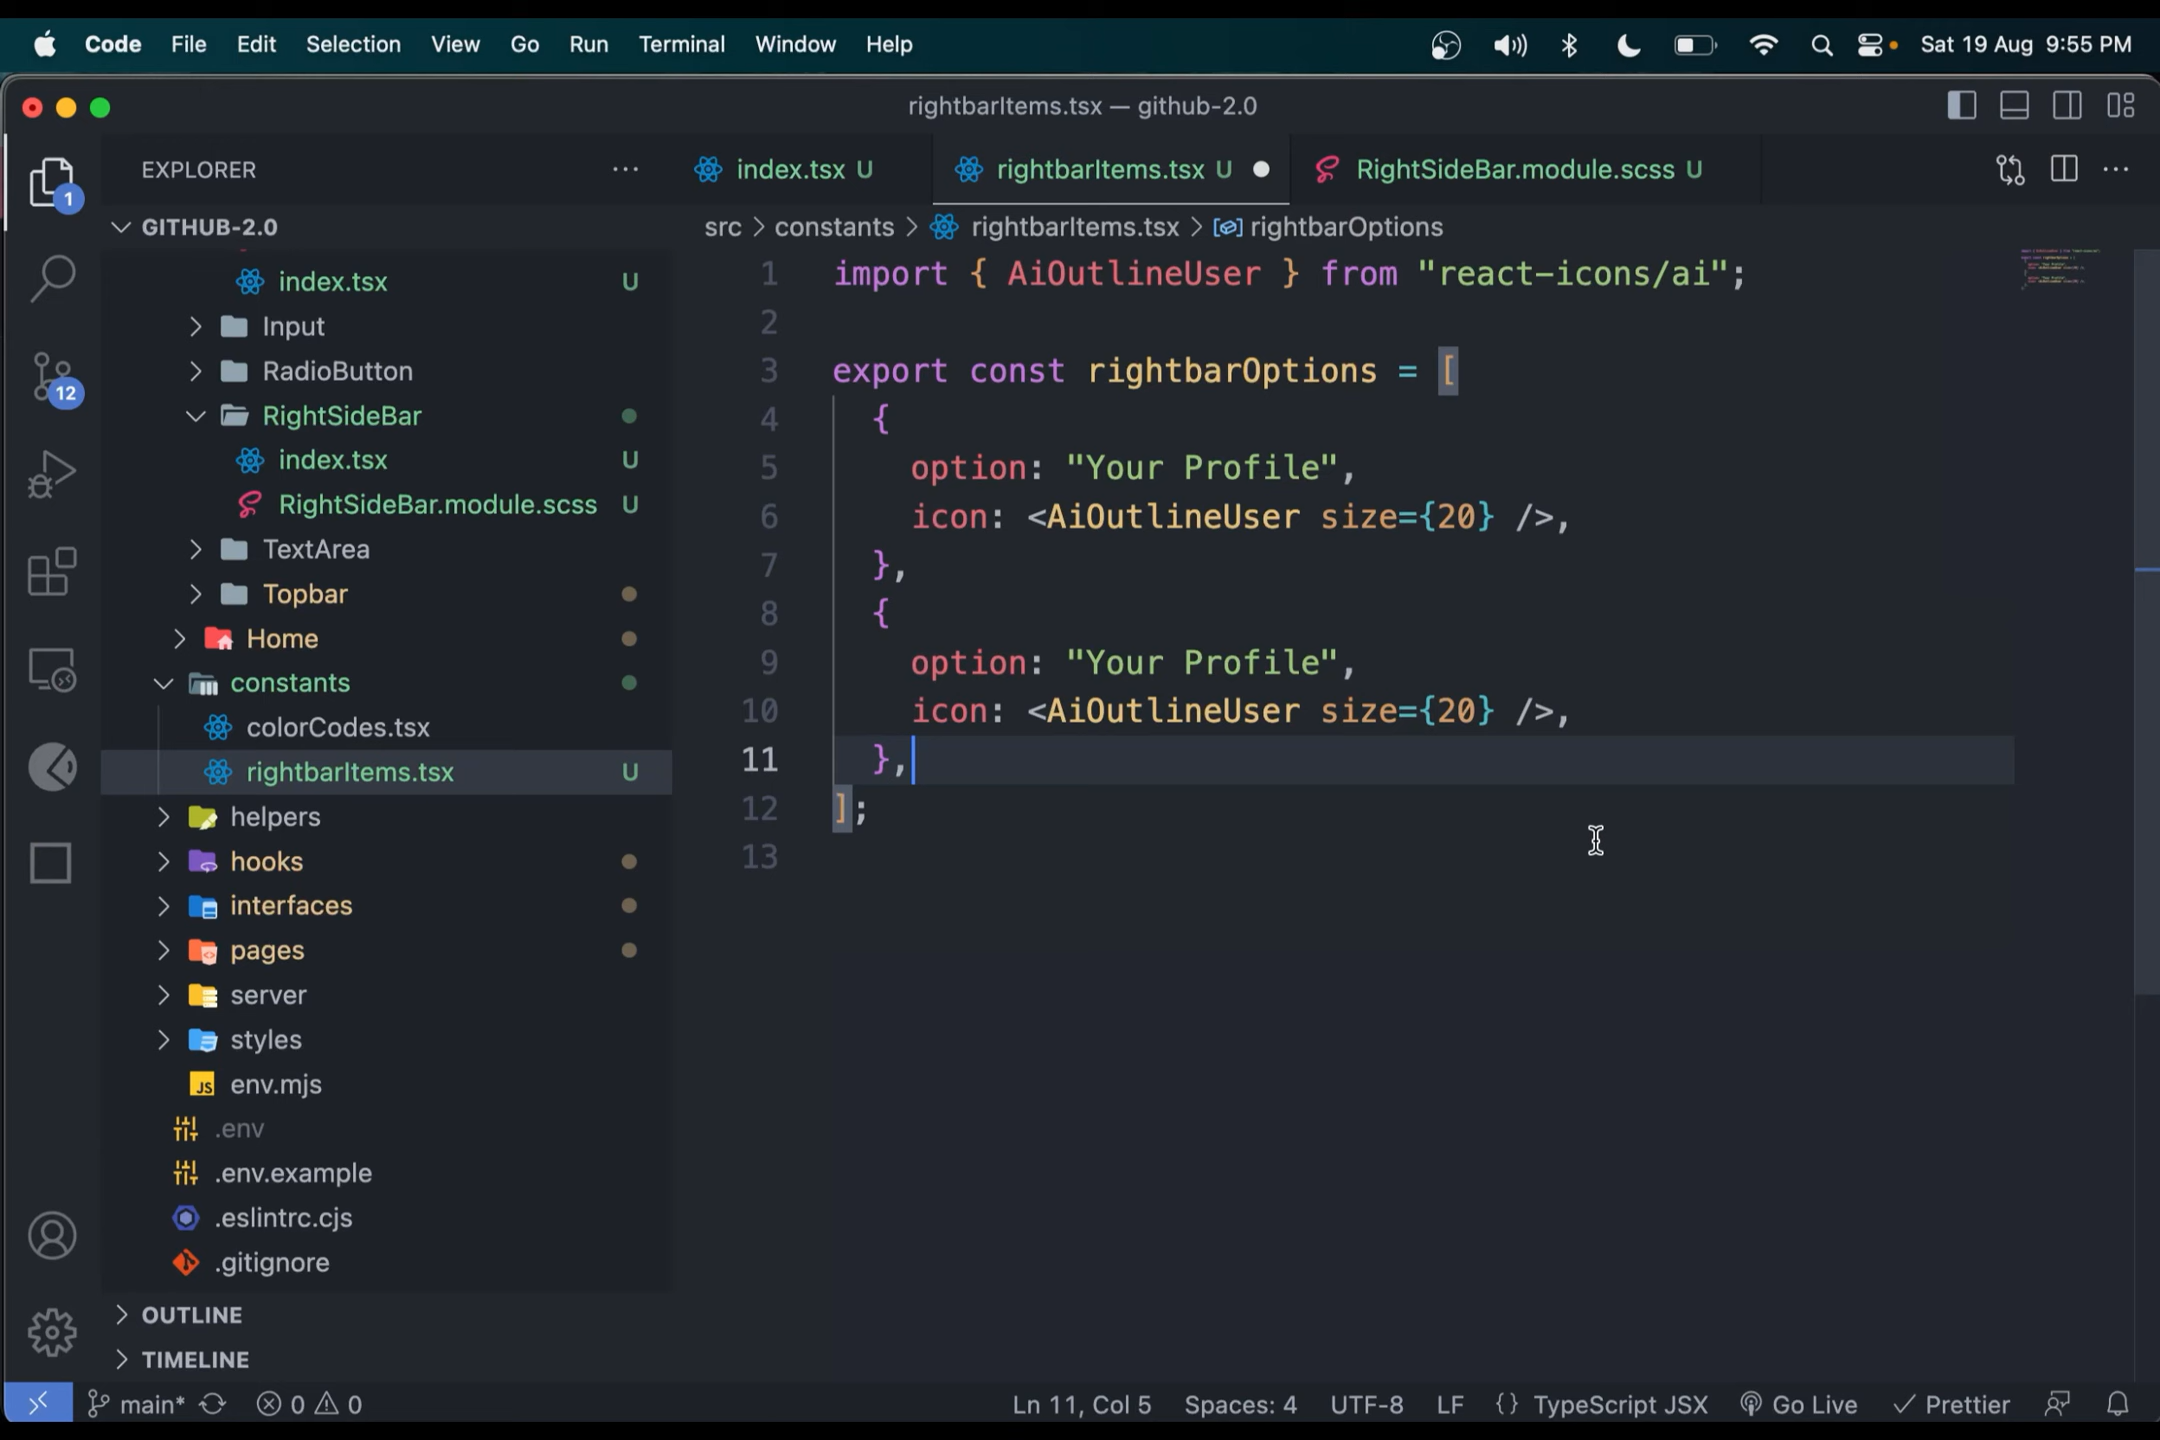 Code File Edit Selection View Go Run Terminal Window Help Sat 19 Aug 9:55 PM
rightbarItems.tsx — github-2.0
EXPLORER
index.tsx U
rightbarItems.tsx U
RightSideBar.module.scss U
GITHUB-2.0
src > constants > rightbarItems.tsx > rightbarOptions
index.tsx U
Input
RadioButton
RightSideBar
index.tsx U
RightSideBar.module.scss U
TextArea
Topbar
Home
constants
colorCodes.tsx
rightbarItems.tsx U
helpers
hooks
interfaces
pages
server
styles
JS env.mjs
.env
.env.example
.eslintrc.cjs
.gitignore
OUTLINE
TIMELINE
1
12
1 import { AiOutlineUser } from "react-icons/ai";
2
3 export const rightbarOptions = [
4 {
5 option: "Your Profile",
6 icon: <AiOutlineUser size={20} />,
7 },
8 {
9 option: "Your Profile",
10 icon: <AiOutlineUser size={20} />,
11 },
12 ];
13
main* 0 0 Ln 11, Col 5 Spaces: 4 UTF-8 LF {} TypeScript JSX Go Live Prettier